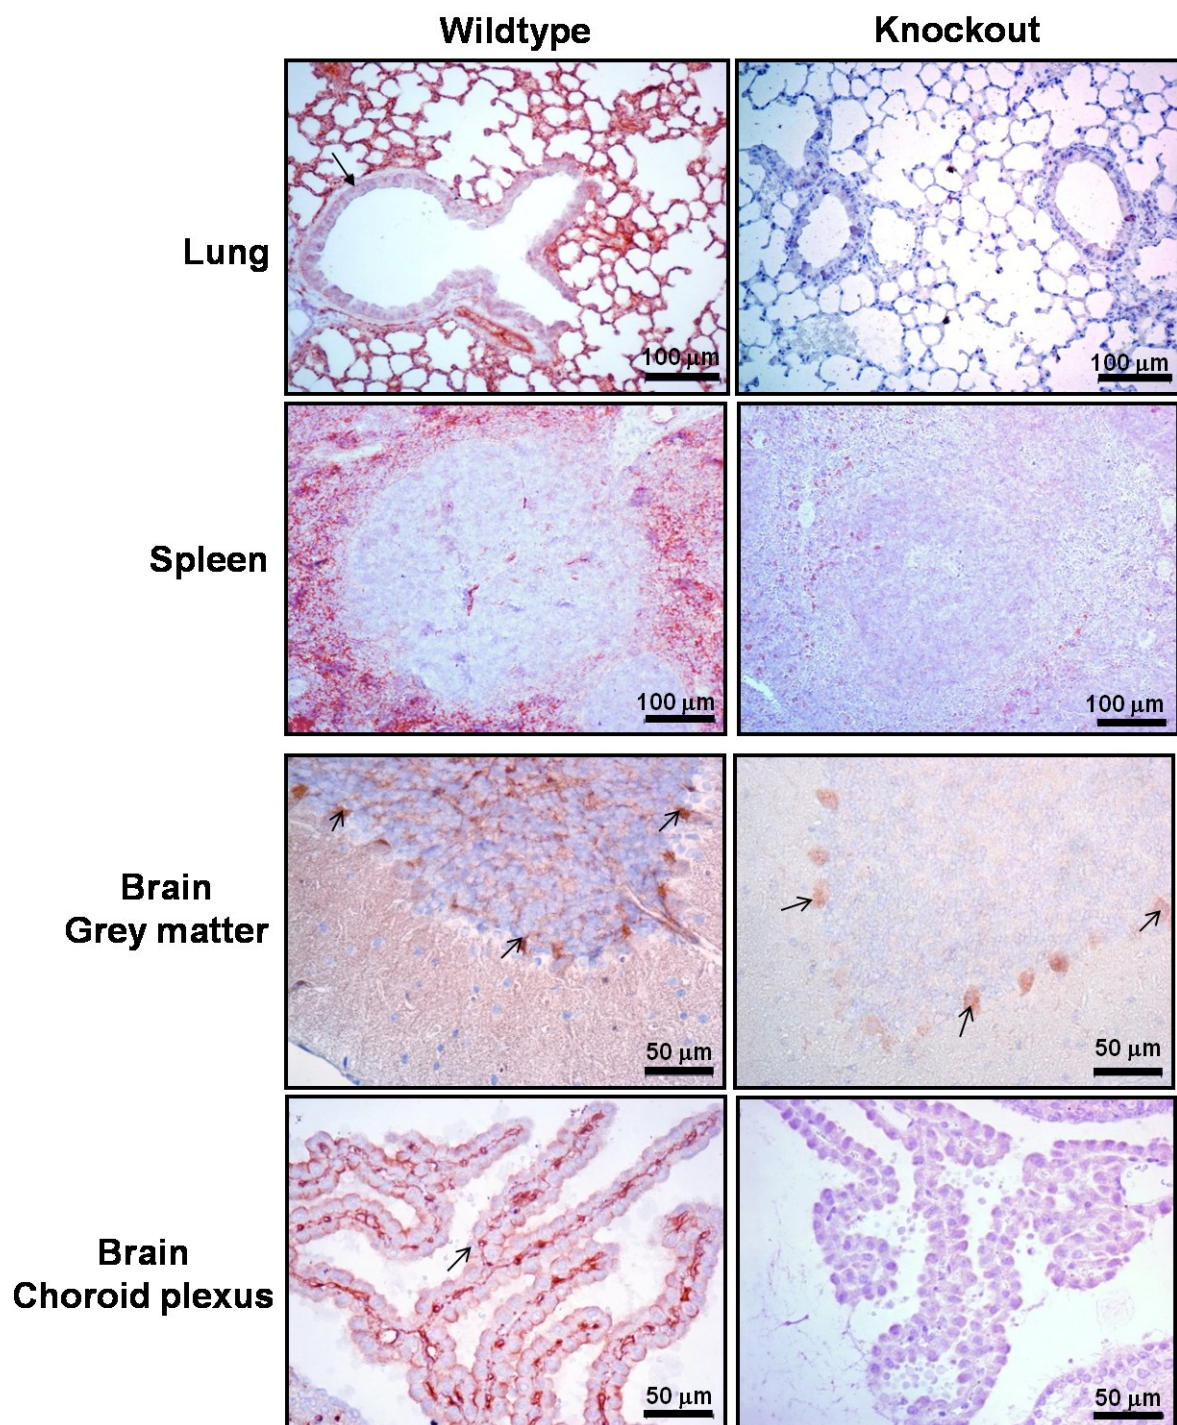 Wildtype
Knockout
Lung
100 μm
100 μm
Spleen
100 μm
100 μm
Brain
Grey matter
50 μm
50 μm
Brain
Choroid plexus
50 μm
50 μm